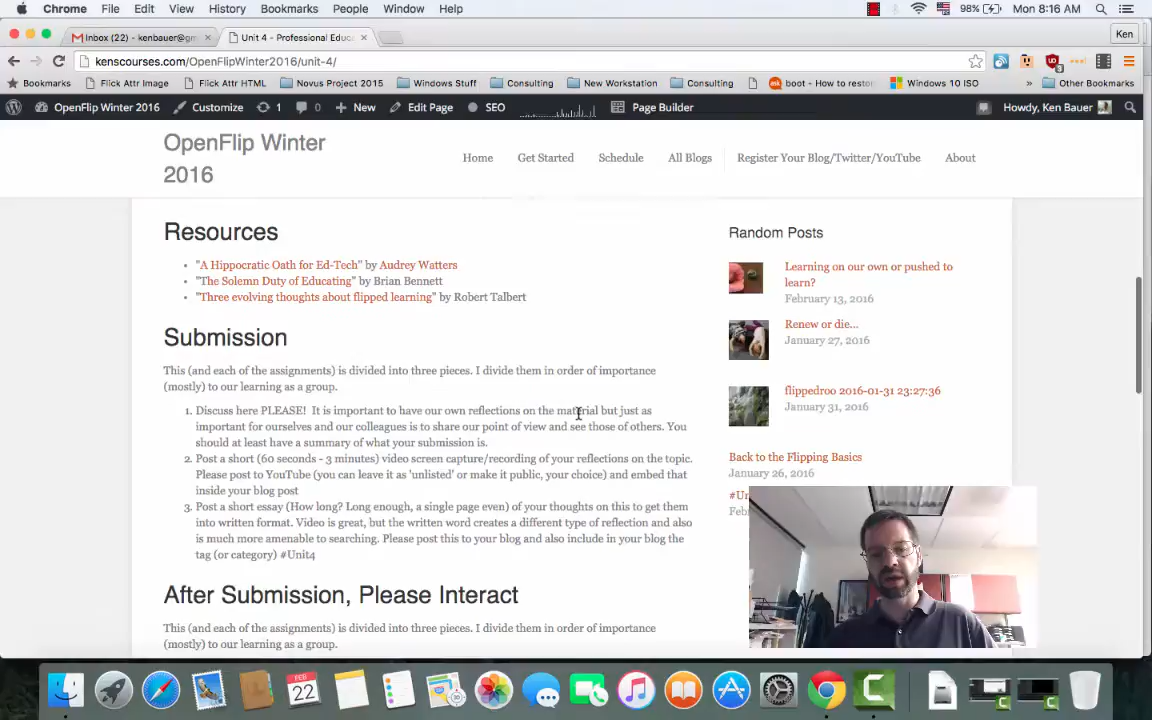 Chrome File Edit View History Bookmarks People Window Help 98% Mon 8:16 AM
Inbox (22) - kenbauer@gm
Unit 4 - Professional Educ
Ken
kenscourses.com/OpenFlipWinter2016/unit-4/
Bookmarks Flick Attr Image Flick Attr HTML Novus Project 2015 Windows Stuff Consulting New Workstation Consulting ask boot - How to restor Windows 10 ISO » Other Bookmarks
OpenFlip Winter 2016 Customize 1 0 New Edit Page SEO Page Builder Howdy, Ken Bauer
OpenFlip Winter
2016
Home Get Started Schedule All Blogs Register Your Blog/Twitter/YouTube About
Resources
"A Hippocratic Oath for Ed-Tech" by Audrey Watters
"The Solemn Duty of Educating" by Brian Bennett
"Three evolving thoughts about flipped learning" by Robert Talbert
Submission
This (and each of the assignments) is divided into three pieces. I divide them in order of importance
(mostly) to our learning as a group.
1. Discuss here PLEASE! It is important to have our own reflections on the material but just as
important for ourselves and our colleagues is to share our point of view and see those of others. You
should at least have a summary of what your submission is.
2. Post a short (60 seconds - 3 minutes) video screen capture/recording of your reflections on the topic.
Please post to YouTube (you can leave it as 'unlisted' or make it public, your choice) and embed that
inside your blog post
3. Post a short essay (How long? Long enough, a single page even) of your thoughts on this to get them
into written format. Video is great, but the written word creates a different type of reflection and also
is much more amenable to searching. Please post this to your blog and also include in your blog the
tag (or category) #Unit4
After Submission, Please Interact
This (and each of the assignments) is divided into three pieces. I divide them in order of importance
(mostly) to our learning as a group.
Random Posts
Learning on our own or pushed to
learn?
February 13, 2016
Renew or die...
January 27, 2016
flippedroo 2016-01-31 23:27:36
January 31, 2016
Back to the Flipping Basics
January 26, 2016
#Un
Febr
FEB
22